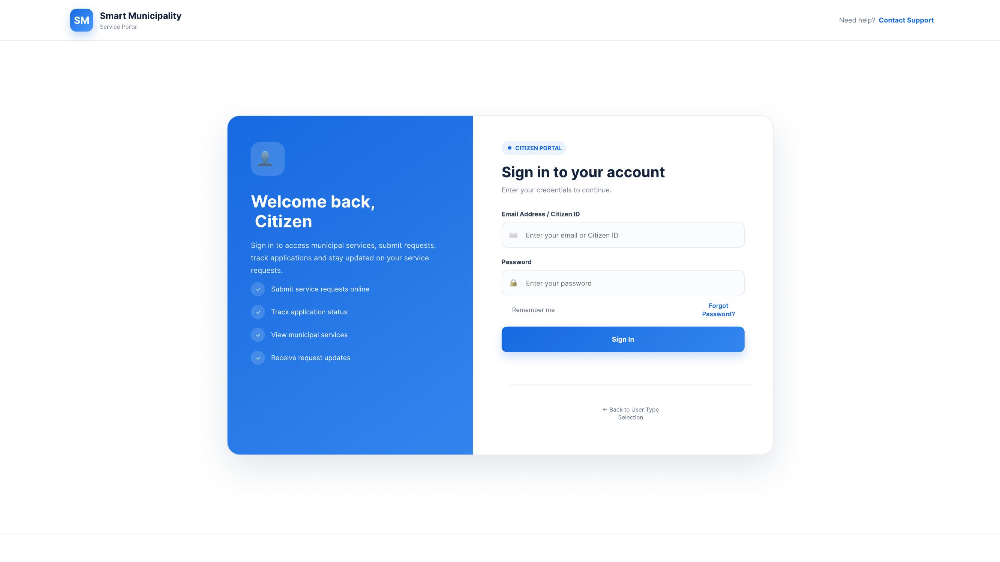 SM
Smart Municipality
Service Portal
Need help? Contact Support
Welcome back,
Citizen
Sign in to access municipal services, submit requests,
track applications and stay updated on your service
requests.
✓ Submit service requests online
✓ Track application status
✓ View municipal services
✓ Receive request updates
CITIZEN PORTAL
Sign in to your account
Enter your credentials to continue.
Email Address / Citizen ID
Enter your email or Citizen ID
Password
Enter your password
Remember me
Forgot
Password?
Sign In
← Back to User Type
Selection